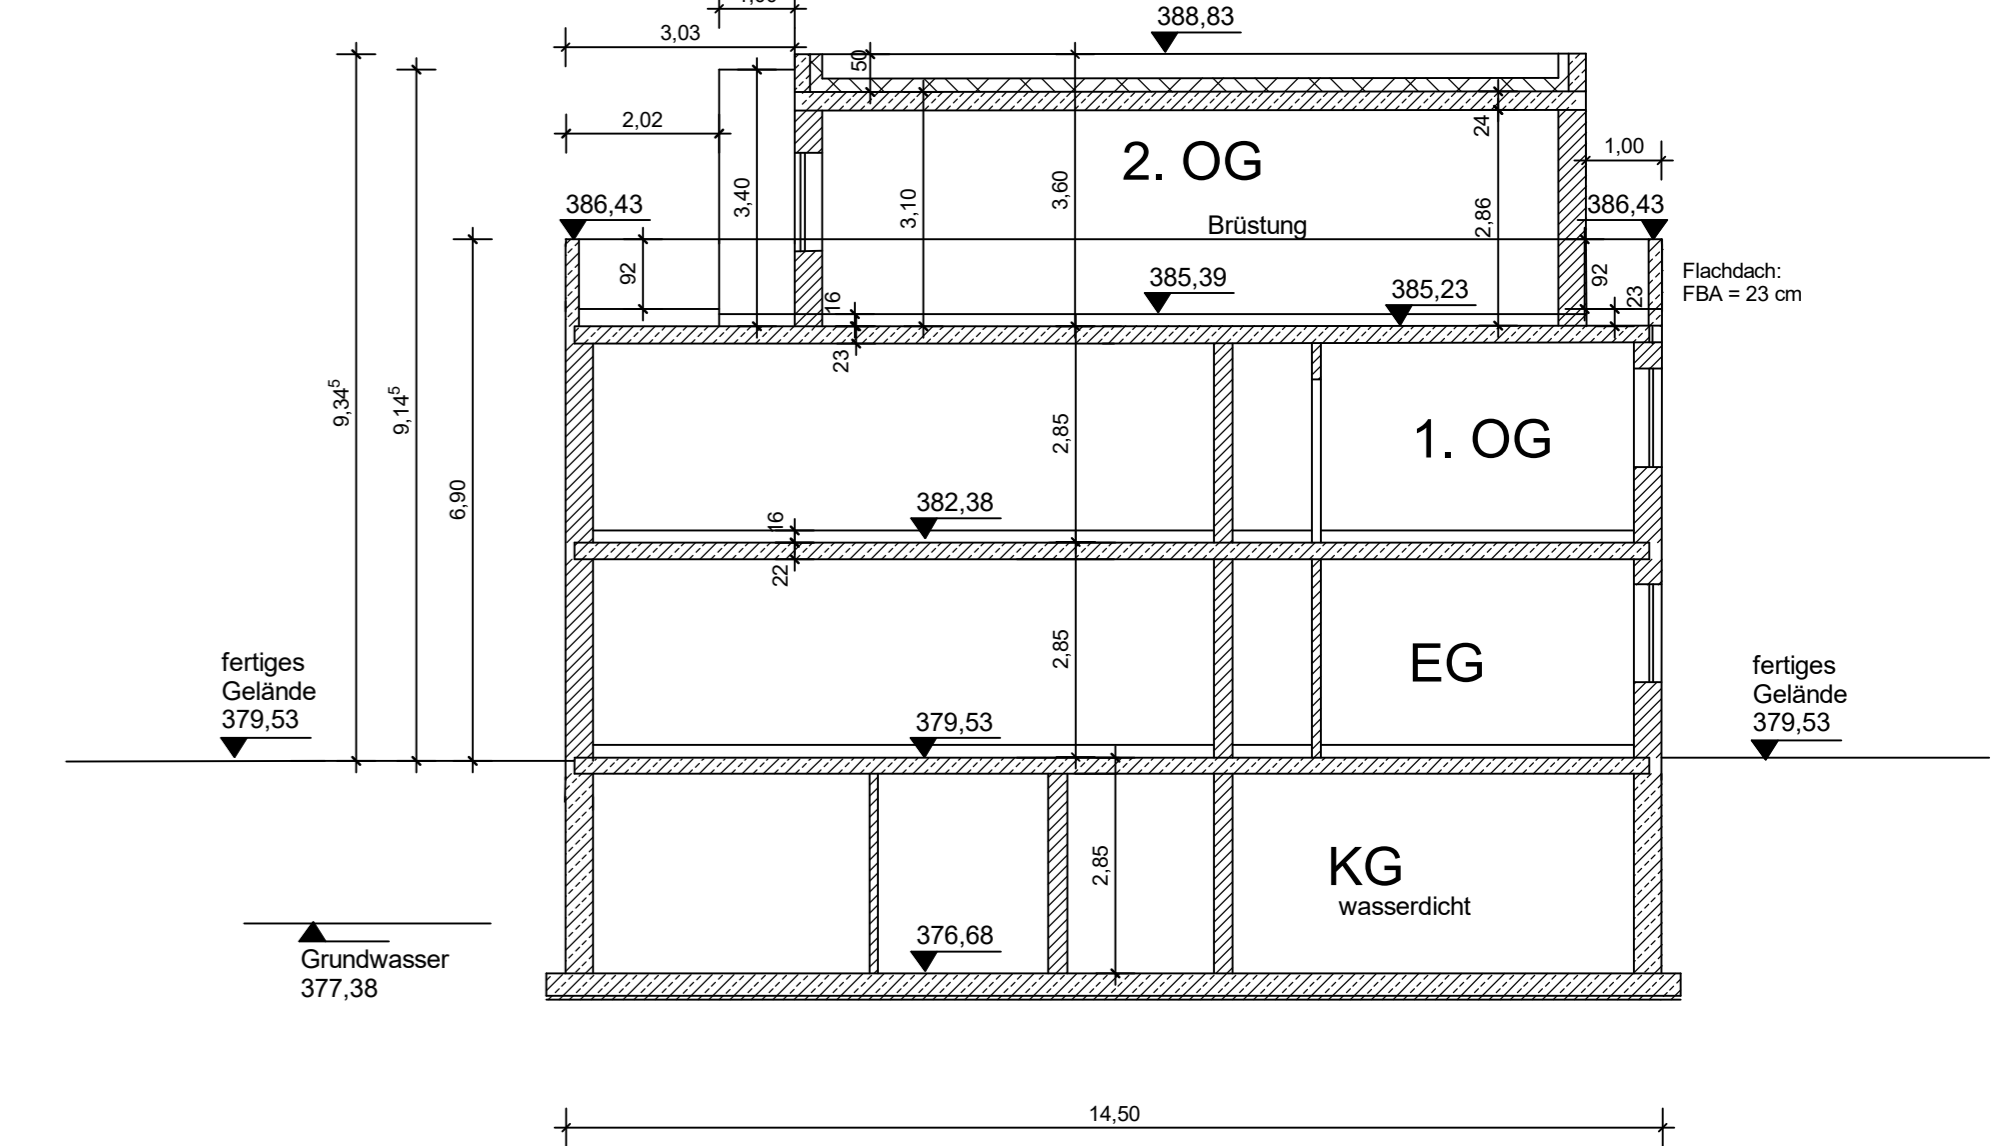 388,83
3,03
50
2,02
24
2. OG
1,00
3,40
3,10
3,60
2,86
386,43
386,43
Brüstung
92
385,39
385,23
92
23
Flachdach:
FBA = 23 cm
16
23
9,34⁵
9,14⁵
6,90
2,85
1. OG
382,38
16
22
2,85
EG
fertiges
Gelände
379,53
379,53
fertiges
Gelände
379,53
2,85
KG
wasserdicht
376,68
Grundwasser
377,38
14,50